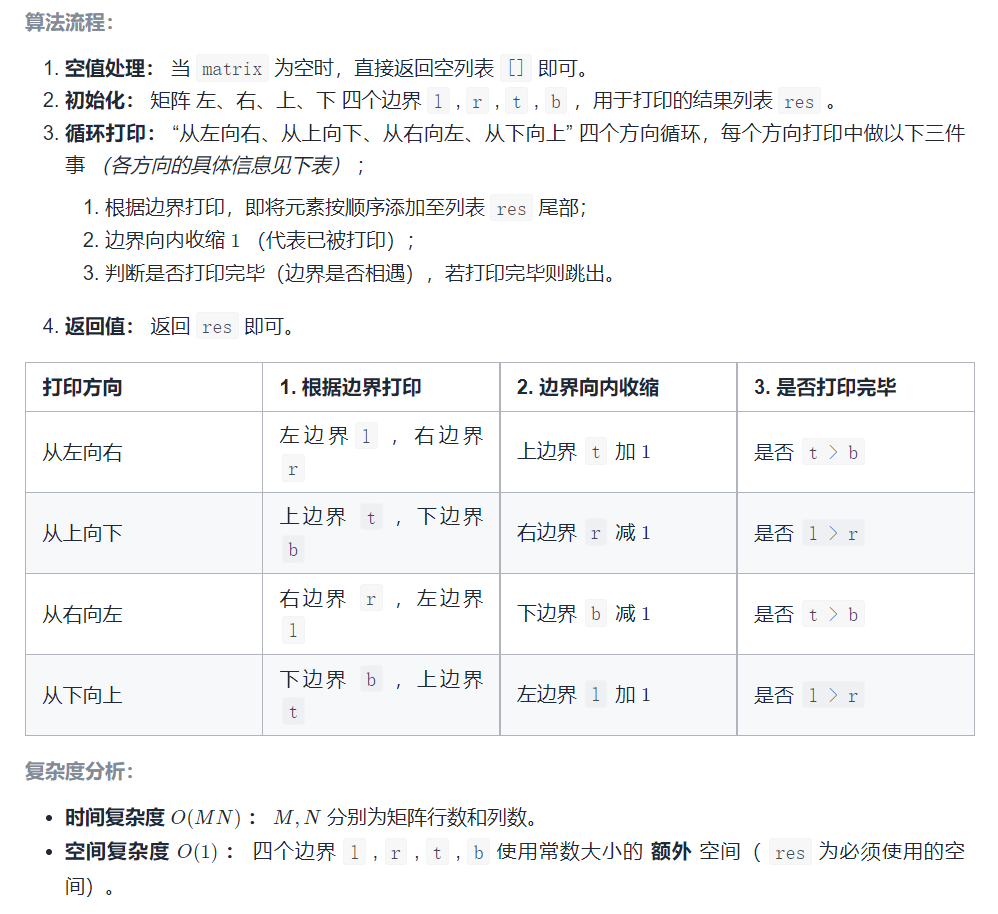 算法流程：
1. 空值处理： 当 matrix 为空时，直接返回空列表 [] 即可。
2. 初始化： 矩阵 左、右、上、下 四个边界 l , r , t , b ，用于打印的结果列表 res 。
3. 循环打印： “从左向右、从上向下、从右向左、从下向上” 四个方向循环，每个方向打印中做以下三件
事 （各方向的具体信息见下表） ；
1. 根据边界打印，即将元素按顺序添加至列表 res 尾部；
2. 边界向内收缩 1 （代表已被打印）；
3. 判断是否打印完毕（边界是否相遇），若打印完毕则跳出。
4. 返回值： 返回 res 即可。
打印方向 1. 根据边界打印 2. 边界向内收缩 3. 是否打印完毕
从左向右 左边界 l ， 右边界 r 上边界 t 加 1 是否 t > b
从上向下 上边界 t ， 下边界 b 右边界 r 减 1 是否 l > r
从右向左 右边界 r ， 左边界 l 下边界 b 减 1 是否 t > b
从下向上 下边界 b ， 上边界 t 左边界 l 加 1 是否 l > r
复杂度分析：
• 时间复杂度 O(MN) ： M, N 分别为矩阵行数和列数。
• 空间复杂度 O(1) ： 四个边界 l , r , t , b 使用常数大小的 额外 空间（ res 为必须使用的空
间）。